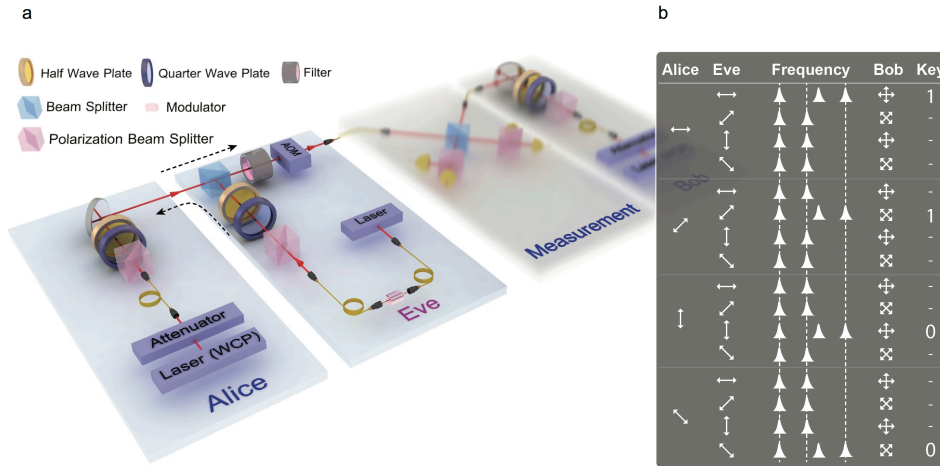 a
b
Half Wave Plate
Quarter Wave Plate
Filter
Beam Splitter
Modulator
Polarization Beam Splitter
AOM
Laser
Measurement
Eve
Attenuator
Laser (WCP)
Alice
Bob
Alice Eve Frequency Bob Key
1
-
-
-
-
1
-
-
-
-
0
-
-
-
-
0